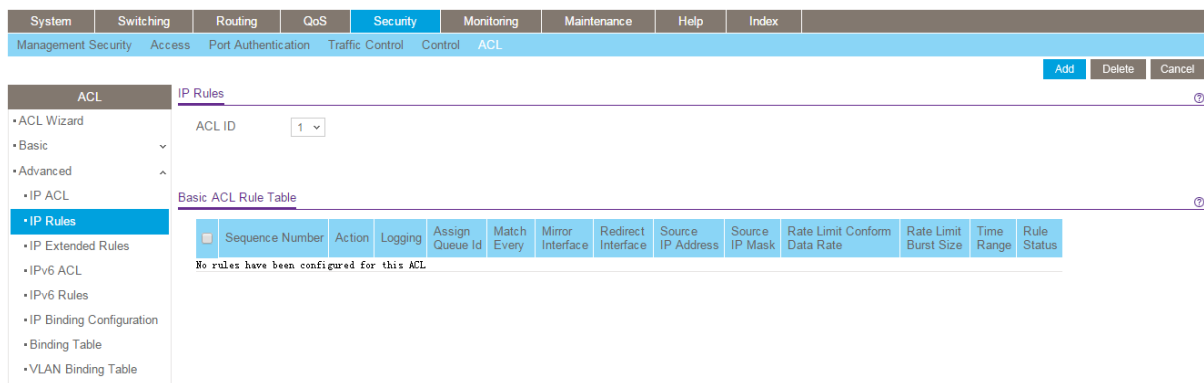 System Switching Routing QoS Security Monitoring Maintenance Help Index
Management Security Access Port Authentication Traffic Control Control ACL
Add Delete Cancel
ACL
ACL Wizard
Basic
Advanced
IP ACL
IP Rules
IP Extended Rules
IPv6 ACL
IPv6 Rules
IP Binding Configuration
Binding Table
VLAN Binding Table
IP Rules
ACL ID 1
Basic ACL Rule Table
Sequence Number Action Logging Assign Queue Id Match Every Mirror Interface Redirect Interface Source IP Address Source IP Mask Rate Limit Conform Data Rate Rate Limit Burst Size Time Range Rule Status
No rules have been configured for this ACL